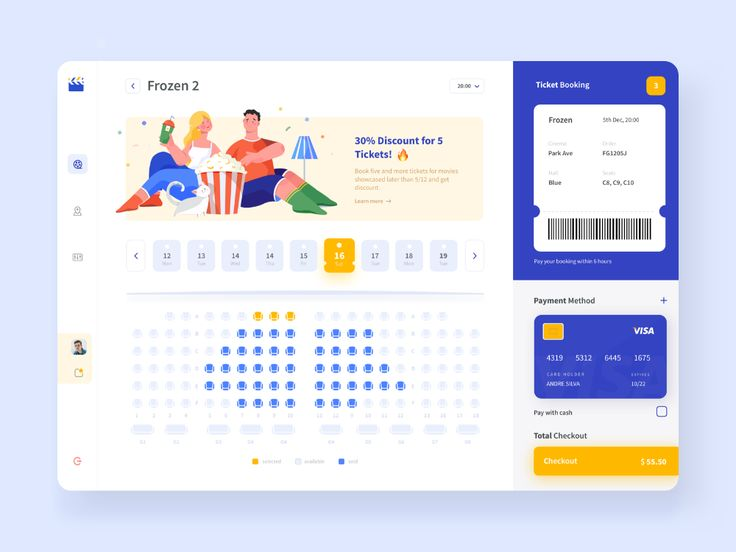 Frozen 2
20:00
30% Discount for 5
Tickets! 🔥
Book five and more tickets for movies
showcased later than 5/12 and get
discount.
Learn more →
12 13 14 14 15 16 17 18 19
Mon Tue Wed Thu Fri Sat Sun Mon Tue
1 2 3 4 5 6 7 8 9 10 11 12 13 14 15 16 17 18
selected available sold
Ticket Booking
3
Frozen
5th Dec, 20:00
Cinema
Order
Park Ave
FG1205J
Hall
Seats
Blue
C8, C9, C10
Pay your booking within 5 hours
Payment Method +
VISA
4319 5312 6445 1675
CARD HOLDER
EXPIRES
ANDRE SILVA
10/22
Pay with cash
Total Checkout
Checkout
$ 55.50